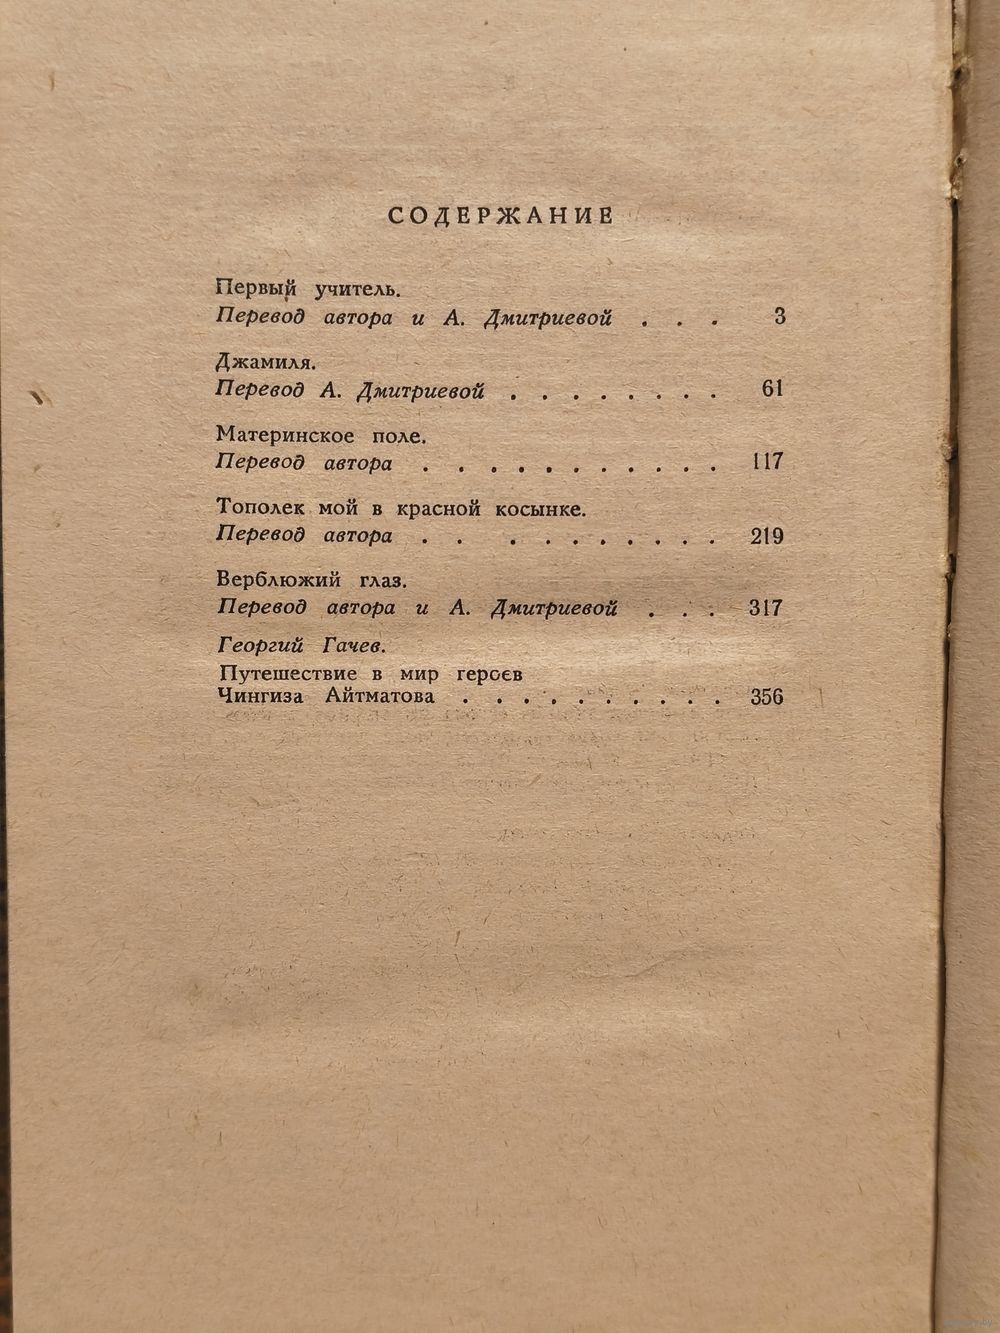 СОДЕРЖАНИЕ
Первый учитель.
Перевод автора и А. Дмитриевой . . . 3
Джамиля.
Перевод А. Дмитриевой . . . . . . . . 61
Материнское поле.
Перевод автора . . . . . . . . . . . 117
Тополек мой в красной косынке.
Перевод автора . . . . . . . . . . 219
Верблюжий глаз.
Перевод автора и А. Дмитриевой . . . 317
Георгий Гачев.
Путешествие в мир героев
Чингиза Айтматова . . . . . . . . . . 356